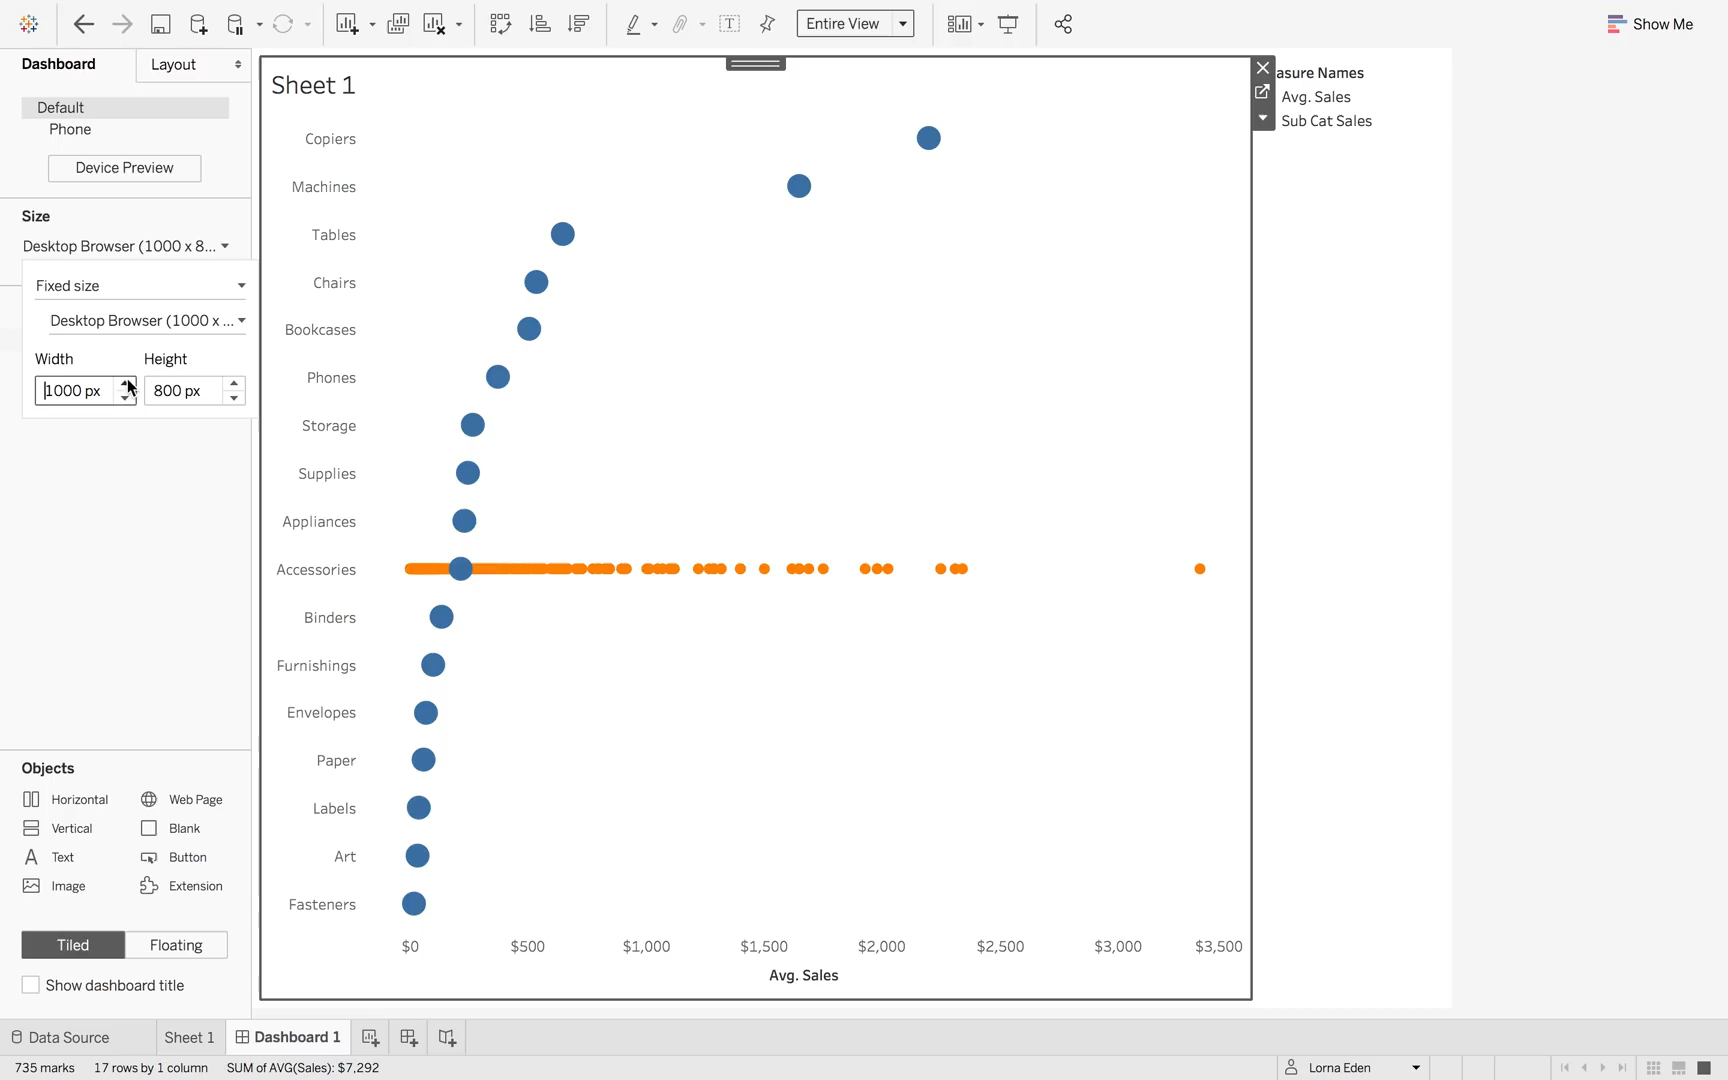 Entire View
Show Me
Dashboard
Layout
Default
Phone
Device Preview
Size
Desktop Browser (1000 x 8...
Fixed size
Desktop Browser (1000 x ...
Width
Height
1000 px
800 px
Objects
Horizontal
Web Page
Vertical
Blank
Text
Button
Image
Extension
Tiled
Floating
Show dashboard title
Sheet 1
Copiers
Machines
Tables
Chairs
Bookcases
Phones
Storage
Supplies
Appliances
Accessories
Binders
Furnishings
Envelopes
Paper
Labels
Art
Fasteners
$0
$500
$1,000
$1,500
$2,000
$2,500
$3,000
$3,500
Avg. Sales
asure Names
Avg. Sales
Sub Cat Sales
Data Source
Sheet 1
Dashboard 1
735 marks
17 rows by 1 column
SUM of AVG(Sales): $7,292
Lorna Eden